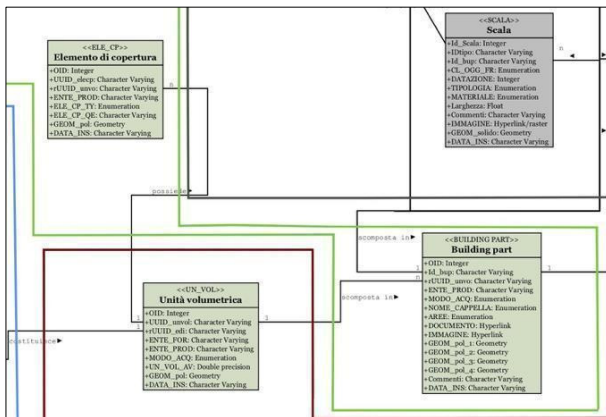 <<ELE_CP>>
Elemento di copertura
+OID: Integer
+UUID_elecp: Character Varying
+rUUID_unvo: Character Varying
+ENTE_PROD: Character Varying
+ELE_CP_TY: Enumeration
+ELE_CP_QE: Character Varying
+GEOM_pol: Geometry
+DATA_INS: Character Varying
n
<<SCALA>>
Scala
+Id_Scala: Integer
+IDtipo: Character Varying
+Id_bup: Character Varying
+CL_OGG_FR: Enumeration
+DATAZIONE: Integer
+TIPOLOGIA: Enumeration
+MATERIALE: Enumeration
+Larghezza: Float
+Commenti: Character Varying
+IMMAGINE: Hyperlink/raster
+GEOM_solido: Geometry
+DATA_INS: Character Varying
n
possiede
scomposta in
<<BUILDING PART>>
Building part
+OID: Integer
+Id_bup: Character Varying
+rUUID_unvo: Character Varying
+ENTE_PROD: Character Varying
+MODO_ACQ: Enumeration
+NOME_CAPPELLA: Enumeration
+AREE: Enumeration
+DOCUMENTO: Hyperlink
+IMMAGINE: Hyperlink
+GEOM_pol_1: Geometry
+GEOM_pol_2: Geometry
+GEOM_pol_3: Geometry
+GEOM_pol_4: Geometry
+Commenti: Character Varying
+DATA_INS: Character Varying
1
n
1
scomposta in
<<UN_VOL>>
Unità volumetrica
+OID: Integer
+UUID_unvol: Character Varying
+rUUID_edi: Character Varying
+ENTE_FOR: Character Varying
+ENTE_PROD: Character Varying
+MODO_ACQ: Enumeration
+UN_VOL_AV: Double precision
+GEOM_pol: Geometry
+DATA_INS: Character Varying
1
1
1
costituisce